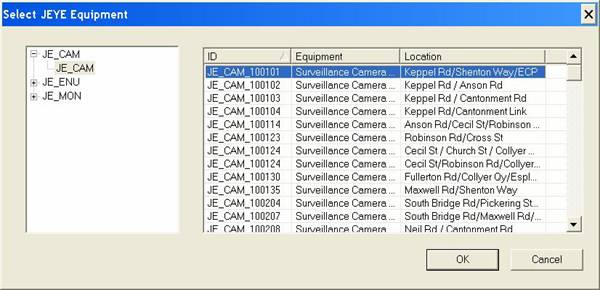 Select JEYE Equipment
JE_CAM
JE_CAM
JE_ENU
JE_MON
ID Equipment Location
JE_CAM_100101 Surveillance Camera ... Keppel Rd/Shenton Way/ECP
JE_CAM_100102 Surveillance Camera ... Keppel Rd / Anson Rd
JE_CAM_100103 Surveillance Camera ... Keppel Rd / Cantonment Rd
JE_CAM_100104 Surveillance Camera ... Keppel Rd/Cantonment Link
JE_CAM_100114 Surveillance Camera ... Anson Rd/Cecil St/Robinson ...
JE_CAM_100123 Surveillance Camera ... Robinson Rd/Cross St
JE_CAM_100124 Surveillance Camera ... Cecil St / Church St / Collyer ...
JE_CAM_100124 Surveillance Camera ... Cecil St/Robinson Rd/Collyer...
JE_CAM_100130 Surveillance Camera ... Fullerton Rd/Collyer Qy/Espl...
JE_CAM_100135 Surveillance Camera ... Maxwell Rd/Shenton Way
JE_CAM_100204 Surveillance Camera ... South Bridge Rd/Pickering St...
JE_CAM_100207 Surveillance Camera ... South Bridge Rd/Maxwell Rd/...
JE_CAM_100208 Surveillance Camera ... Neil Rd / Cantonment Rd
OK Cancel